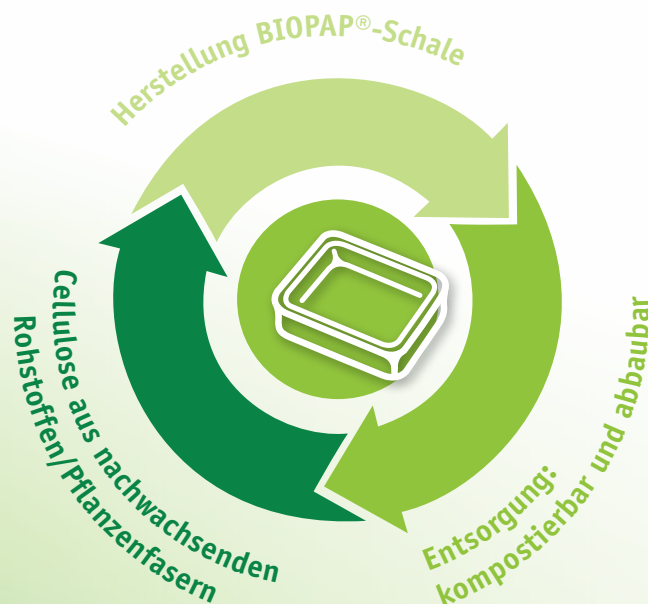 Herstellung BIOPAP®-Schale
Entsorgung:
kompostierbar und abbaubar
Cellulose aus nachwachsenden
Rohstoffen/Pflanzenfasern